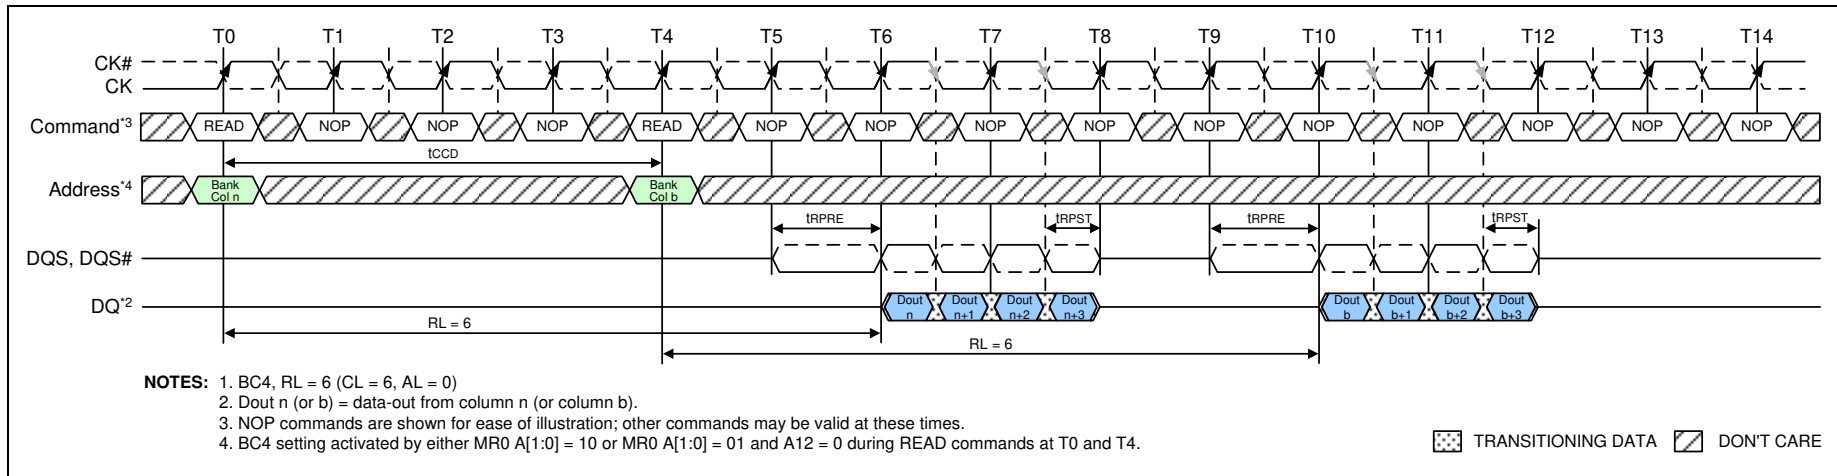 T0 T1 T2 T3 T4 T5 T6 T7 T8 T9 T10 T11 T12 T13 T14
CK#
CK
Command*3 READ NOP NOP NOP READ NOP NOP NOP NOP NOP NOP NOP NOP NOP NOP
tCCD
Address*4 Bank Col n Bank Col b
tRPRE tRPST tRPRE tRPST
DQS, DQS#
DQ*2 Dout n Dout n+1 Dout n+2 Dout n+3 Dout b Dout b+1 Dout b+2 Dout b+3
RL = 6
RL = 6
NOTES: 1. BC4, RL = 6 (CL = 6, AL = 0)
2. Dout n (or b) = data-out from column n (or column b).
3. NOP commands are shown for ease of illustration; other commands may be valid at these times.
4. BC4 setting activated by either MR0 A[1:0] = 10 or MR0 A[1:0] = 01 and A12 = 0 during READ commands at T0 and T4.
TRANSITIONING DATA DON'T CARE